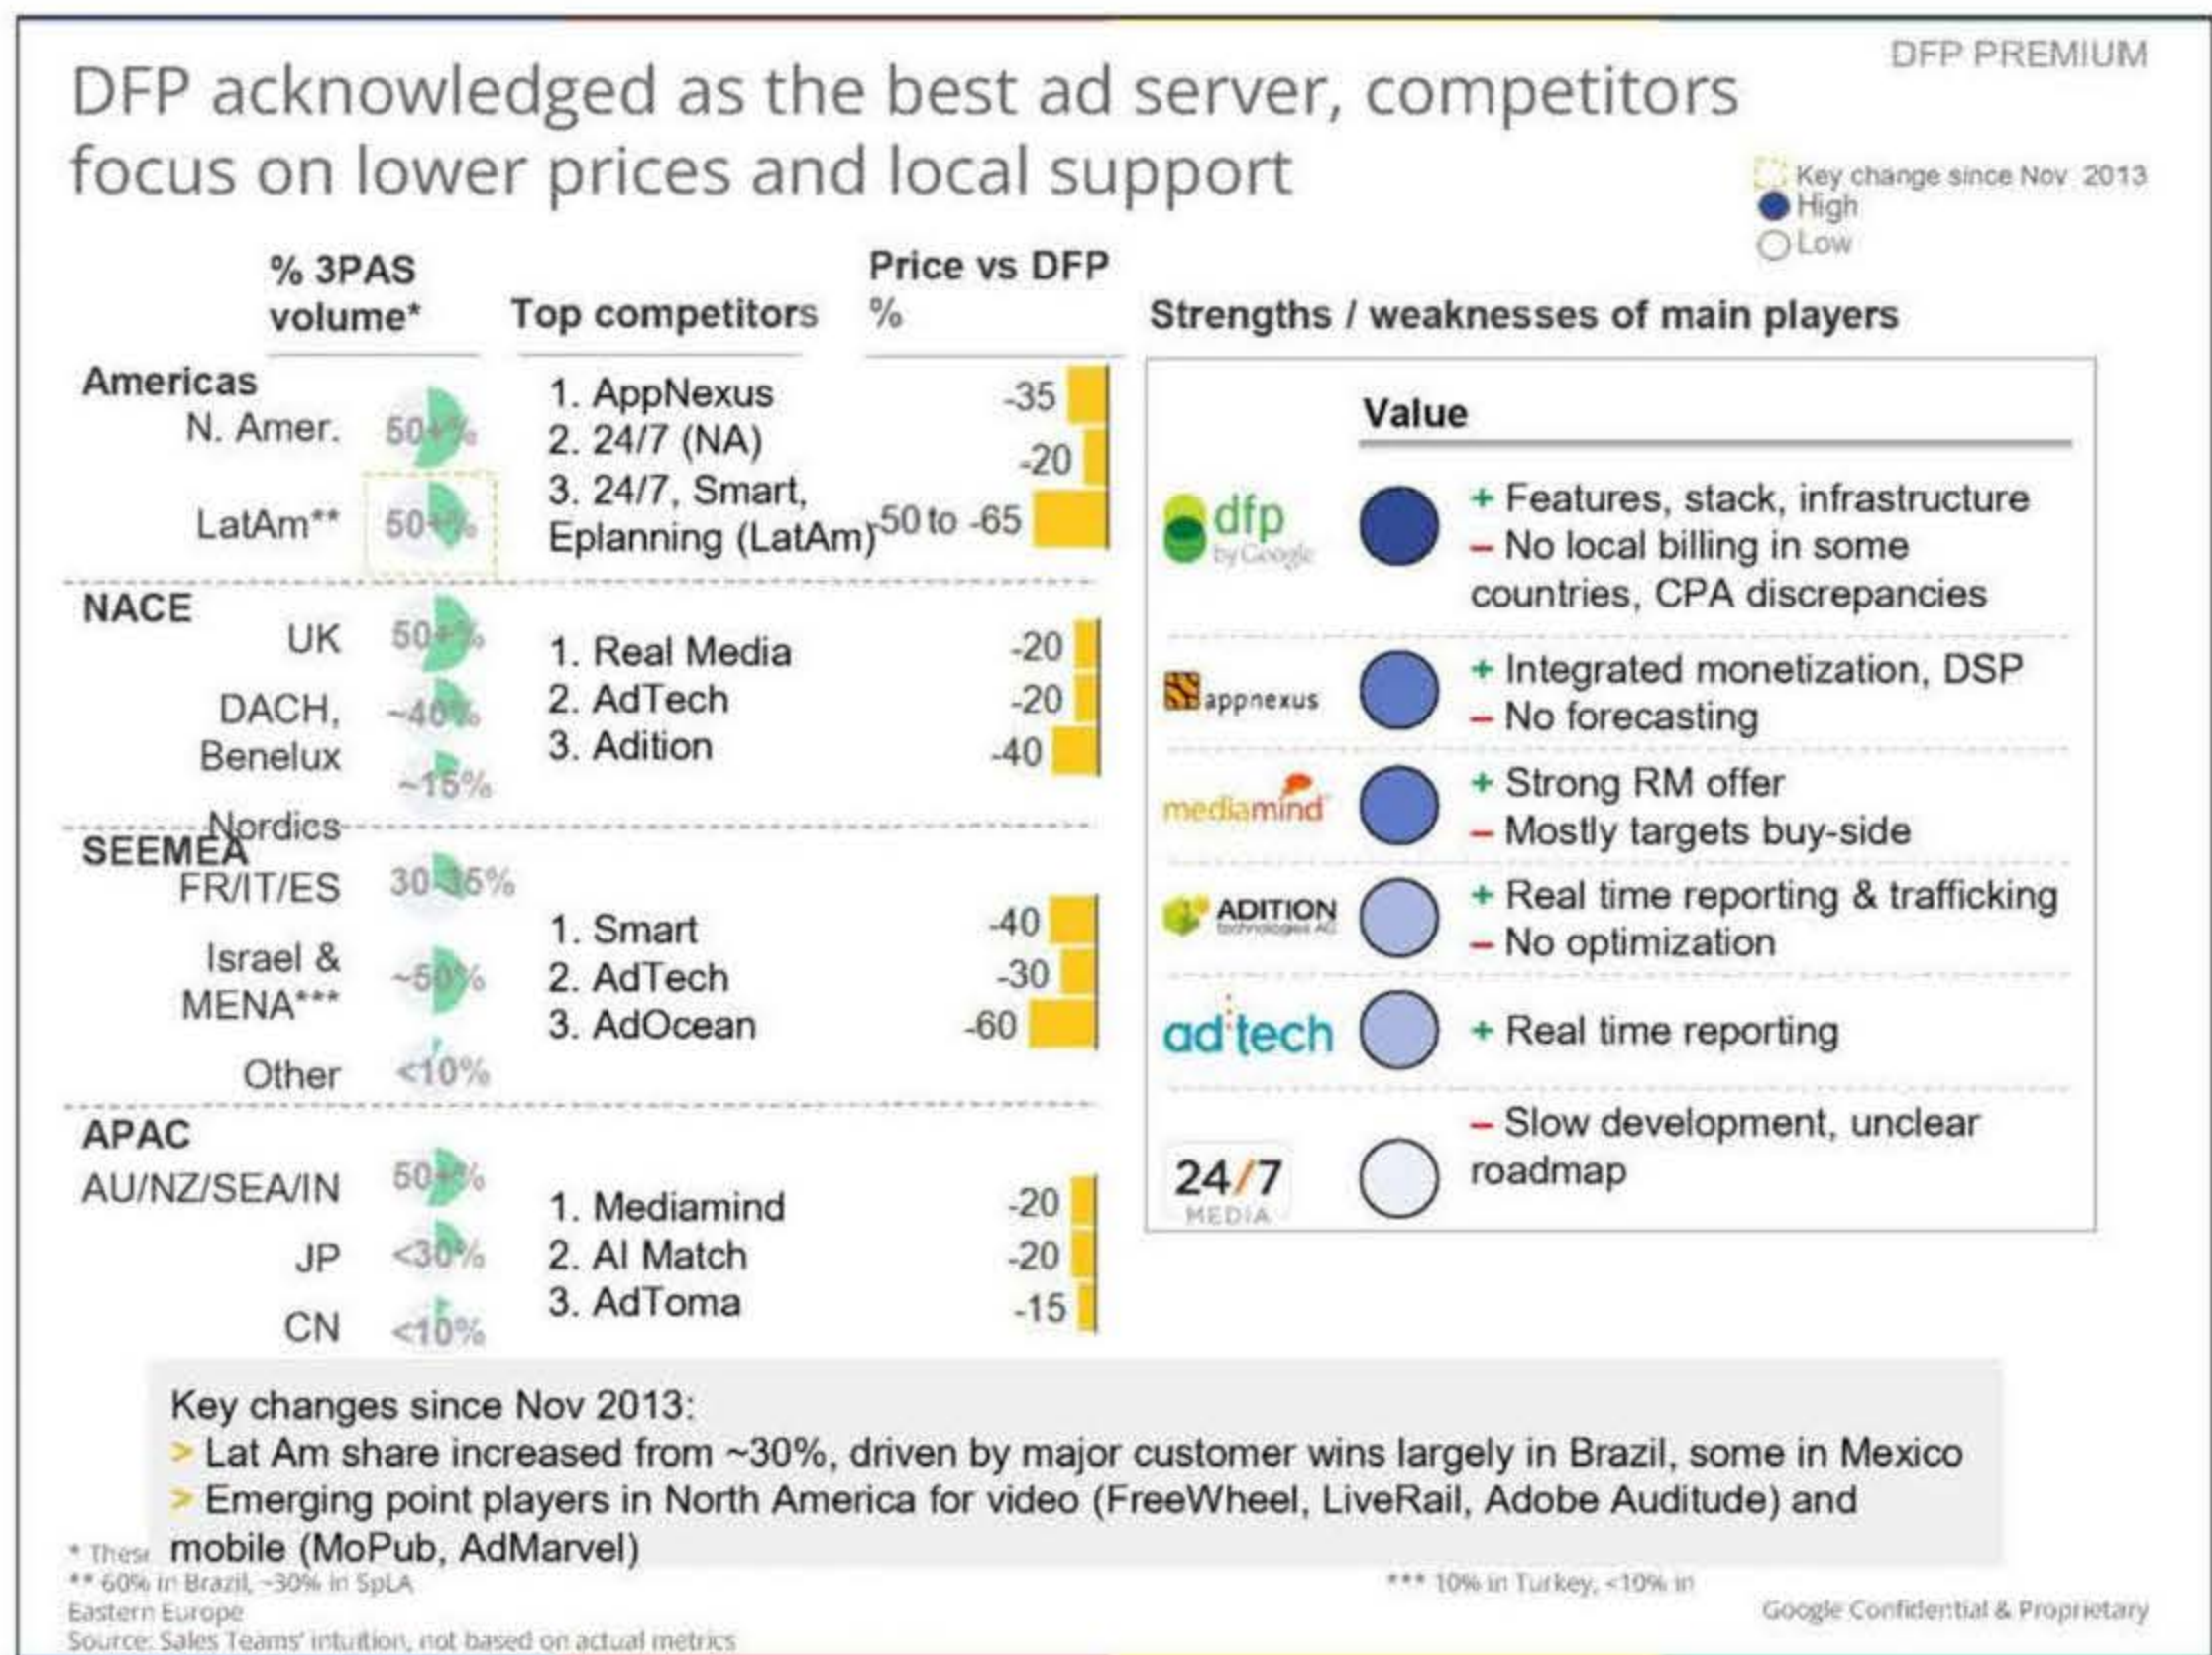 DFP PREMIUM
DFP acknowledged as the best ad server, competitors
focus on lower prices and local support
Key change since Nov 2013
High
Low
% 3PAS
volume*
Top competitors
Price vs DFP
%
Americas
N. Amer.
50+%
LatAm**
50+%
1. AppNexus
2. 24/7 (NA)
3. 24/7, Smart,
Eplanning (LatAm)
-35
-20
-50 to -65
NACE
UK
50+%
DACH,
Benelux
~40%
Nordics
~15%
1. Real Media
2. AdTech
3. Adition
-20
-20
-40
SEEMEA
FR/IT/ES
30-35%
Israel &
MENA***
~50%
Other
<10%
1. Smart
2. AdTech
3. AdOcean
-40
-30
-60
APAC
AU/NZ/SEA/IN
50+%
JP
<30%
CN
<10%
1. Mediamind
2. AI Match
3. AdToma
-20
-20
-15
Strengths / weaknesses of main players
Value
dfp
by Google
+ Features, stack, infrastructure
– No local billing in some
countries, CPA discrepancies
appnexus
+ Integrated monetization, DSP
– No forecasting
mediamind
+ Strong RM offer
– Mostly targets buy-side
ADITION
technologies AG
+ Real time reporting & trafficking
– No optimization
adtech
+ Real time reporting
24/7
MEDIA
– Slow development, unclear
roadmap
Key changes since Nov 2013:
> Lat Am share increased from ~30%, driven by major customer wins largely in Brazil, some in Mexico
> Emerging point players in North America for video (FreeWheel, LiveRail, Adobe Auditude) and
mobile (MoPub, AdMarvel)
*
** 60% in Brazil, ~30% in SpLA
*** 10% in Turkey, <10% in
Eastern Europe
Source: Sales Teams' intuition, not based on actual metrics
Google Confidential & Proprietary